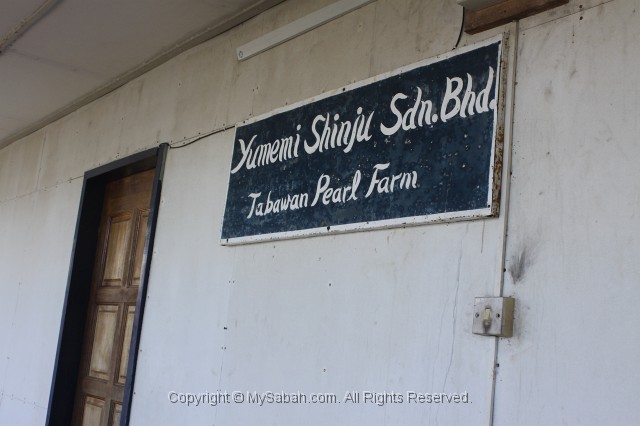 Yumemi Shinju Sdn. Bhd.
Tabawan Pearl Farm
Copyright © MySabah.com. All Rights Reserved.